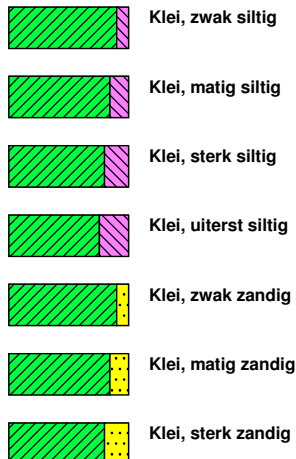 Klei, zwak siltig
Klei, matig siltig
Klei, sterk siltig
Klei, uiterst siltig
Klei, zwak zandig
Klei, matig zandig
Klei, sterk zandig